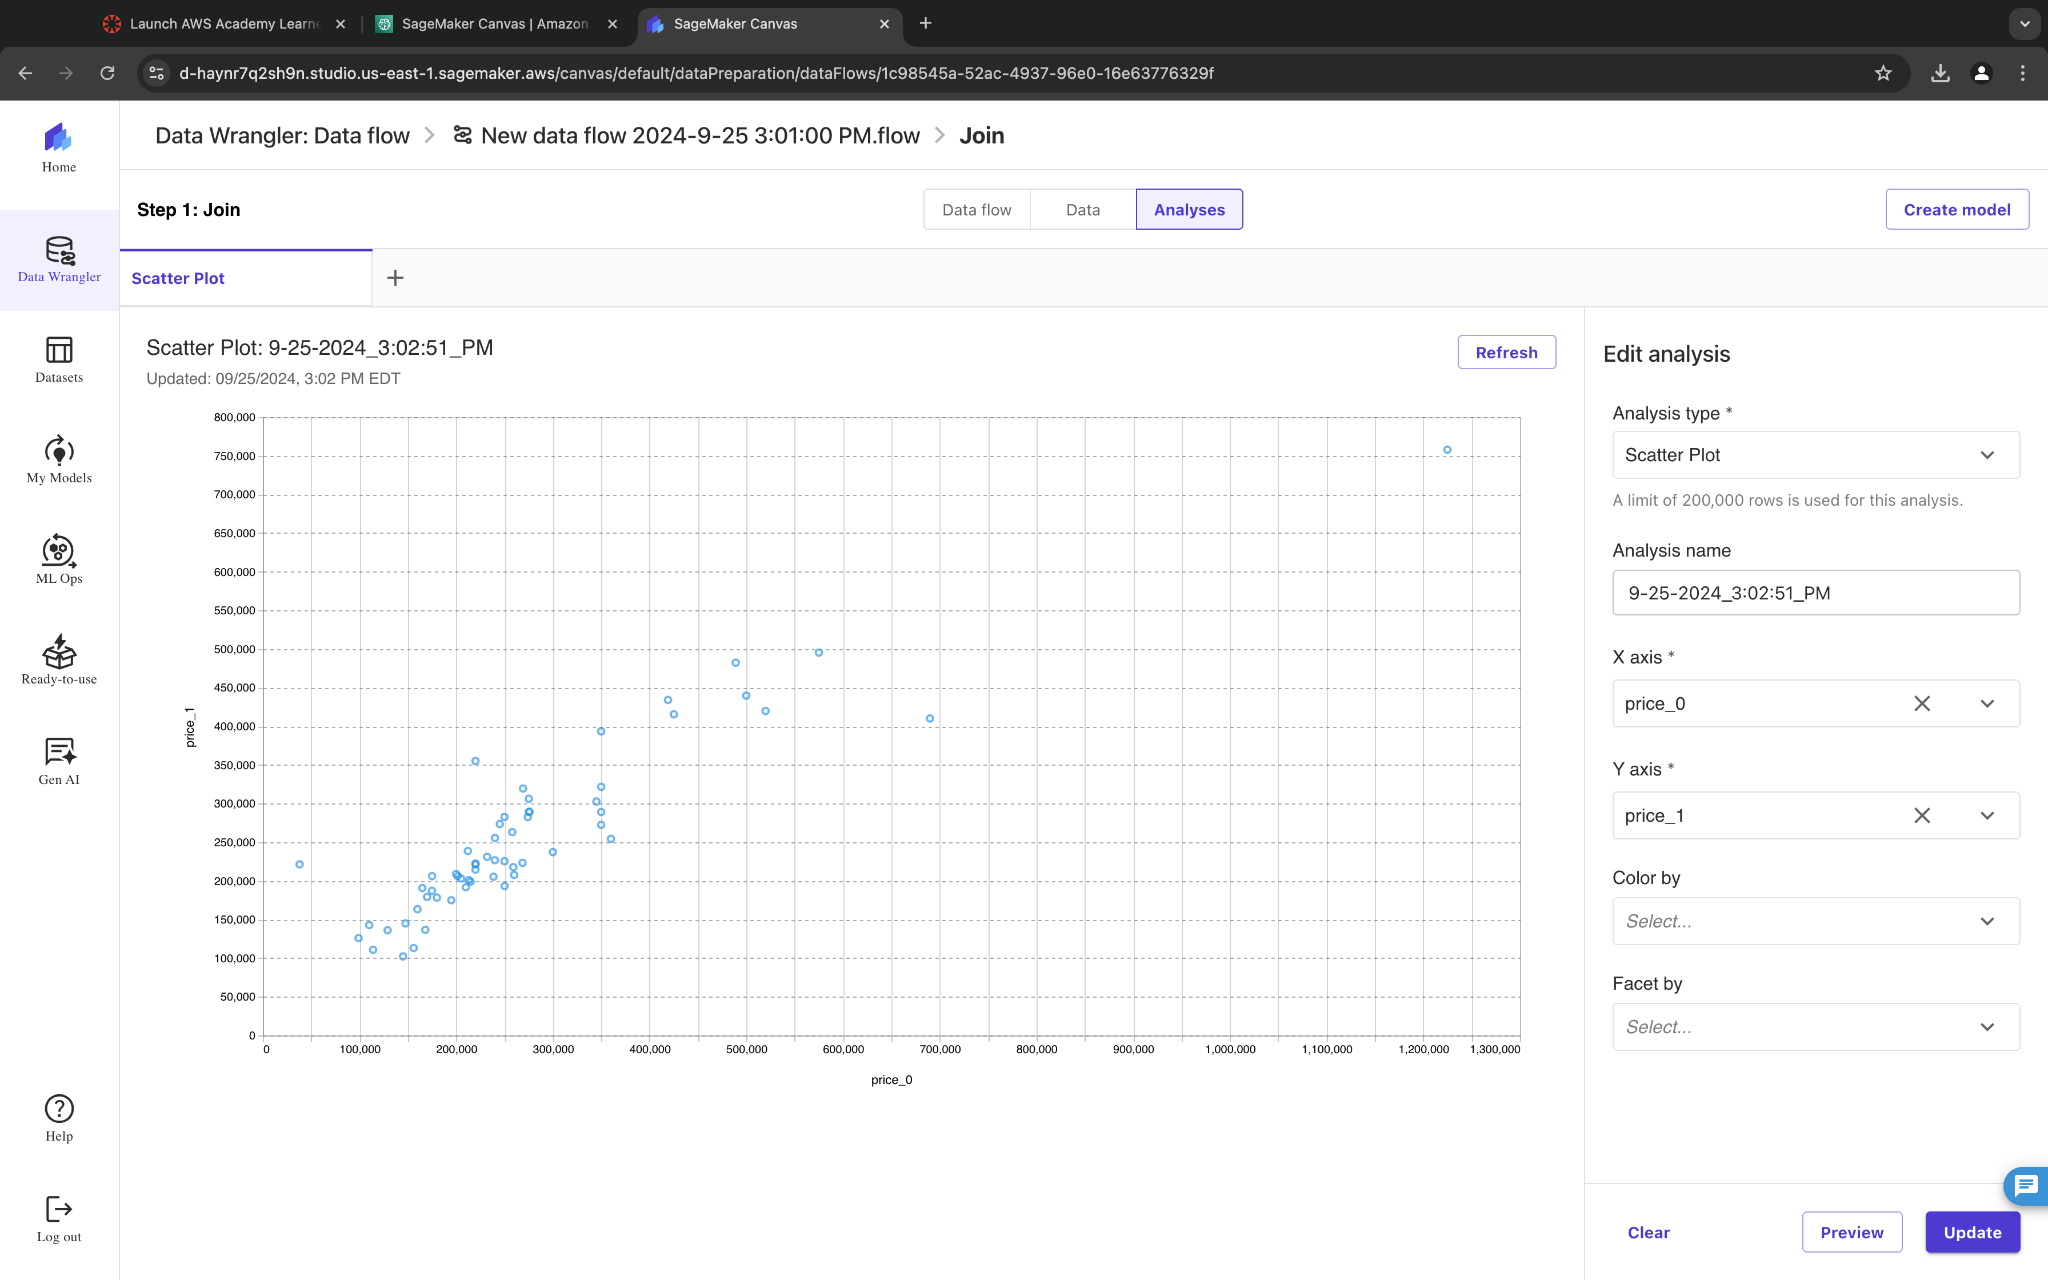 Launch AWS Academy Learne
SageMaker Canvas | Amazon
SageMaker Canvas
d-haynr7q2sh9n.studio.us-east-1.sagemaker.aws/canvas/default/dataPreparation/dataFlows/1c98545a-52ac-4937-96e0-16e63776329f
Home
Data Wrangler
Datasets
My Models
ML Ops
Ready-to-use
Gen AI
Help
Log out
Data Wrangler: Data flow > New data flow 2024-9-25 3:01:00 PM.flow > Join
Step 1: Join
Data flow
Data
Analyses
Create model
Scatter Plot
Scatter Plot: 9-25-2024_3:02:51_PM
Updated: 09/25/2024, 3:02 PM EDT
Refresh
800,000
750,000
700,000
650,000
600,000
550,000
500,000
450,000
400,000
350,000
300,000
250,000
200,000
150,000
100,000
50,000
0
price_1
0 100,000 200,000 300,000 400,000 500,000 600,000 700,000 800,000 900,000 1,000,000 1,100,000 1,200,000 1,300,000
price_0
Edit analysis
Analysis type *
Scatter Plot
A limit of 200,000 rows is used for this analysis.
Analysis name
9-25-2024_3:02:51_PM
X axis *
price_0
Y axis *
price_1
Color by
Select...
Facet by
Select...
Clear
Preview
Update